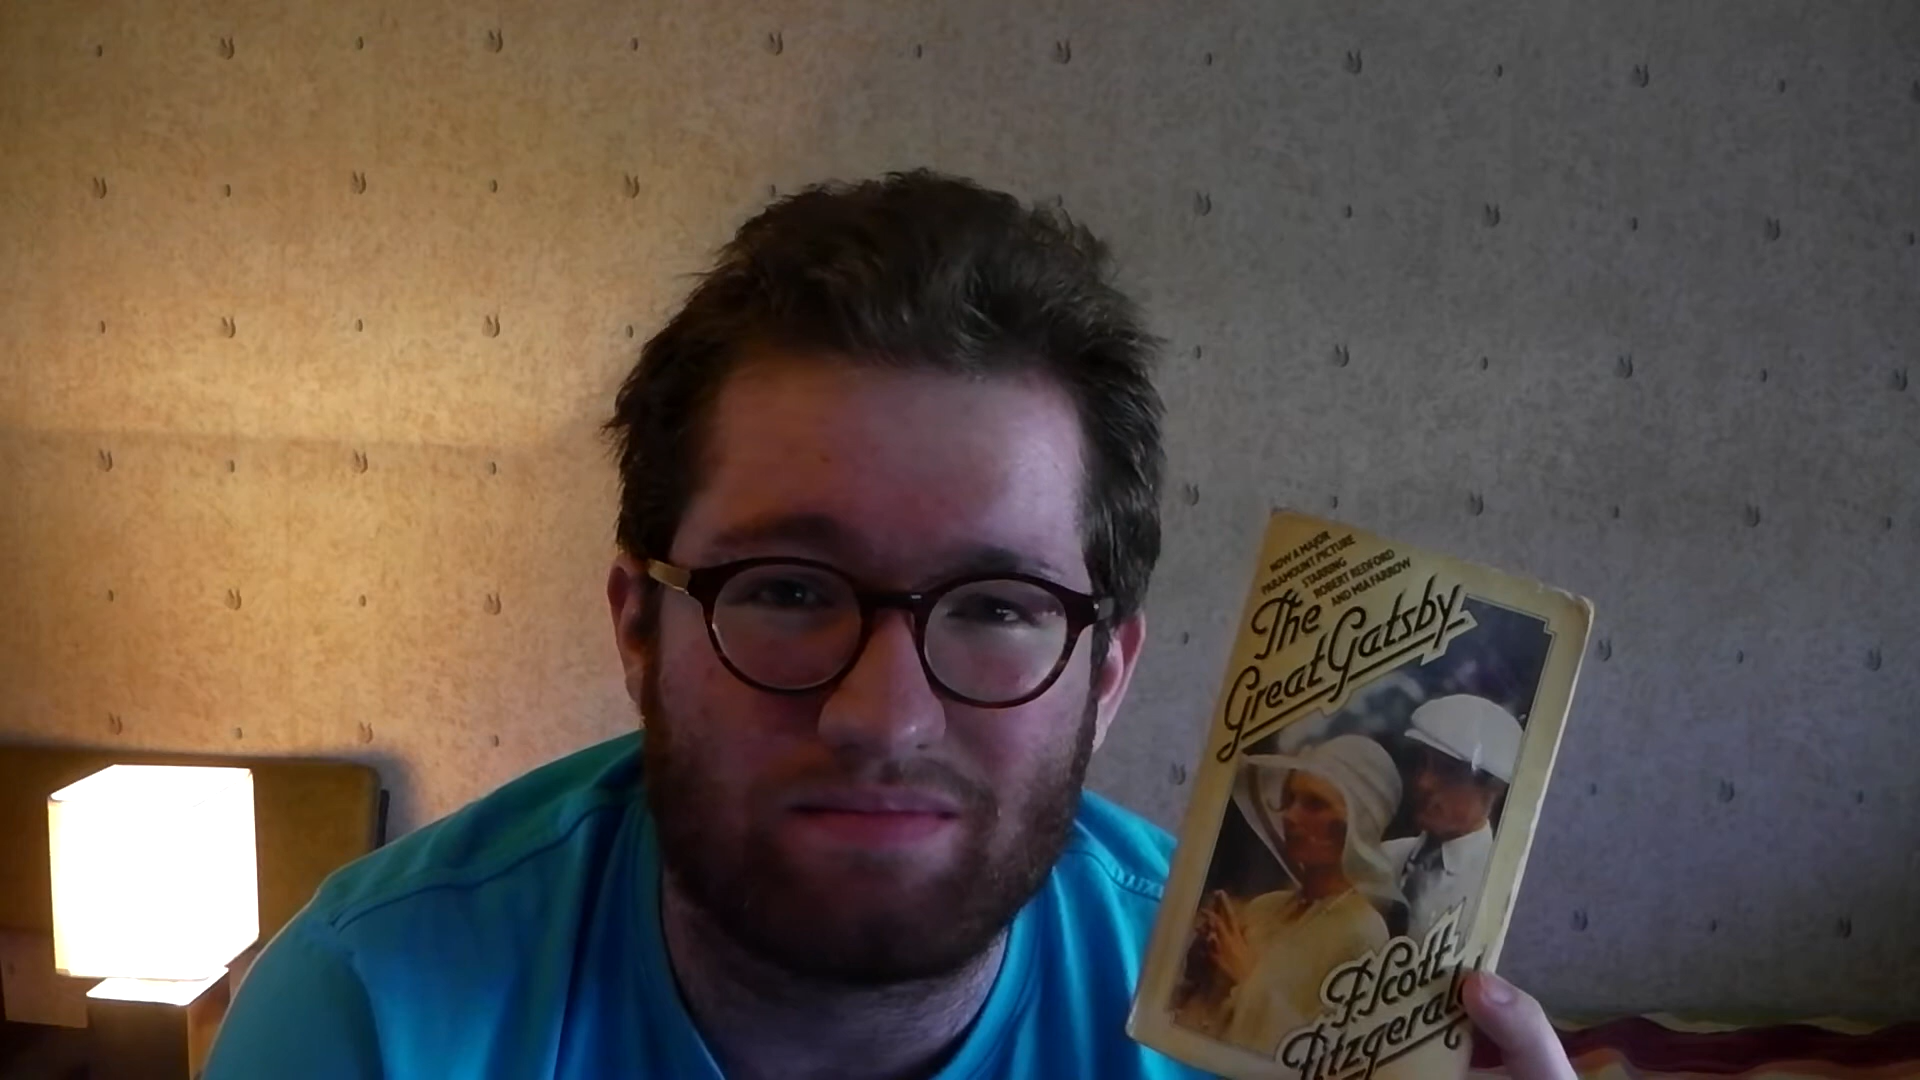 NOW A MAJOR
PARAMOUNT PICTURE
STARRING
ROBERT REDFORD
AND MIA FARROW
The
Great Gatsby
F. Scott
Fitzgerald